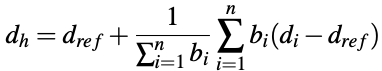 $d_h = d_{ref} + \frac{1}{\sum_{i=1}^{n} b_i} \sum_{i=1}^{n} b_i (d_i - d_{ref})$